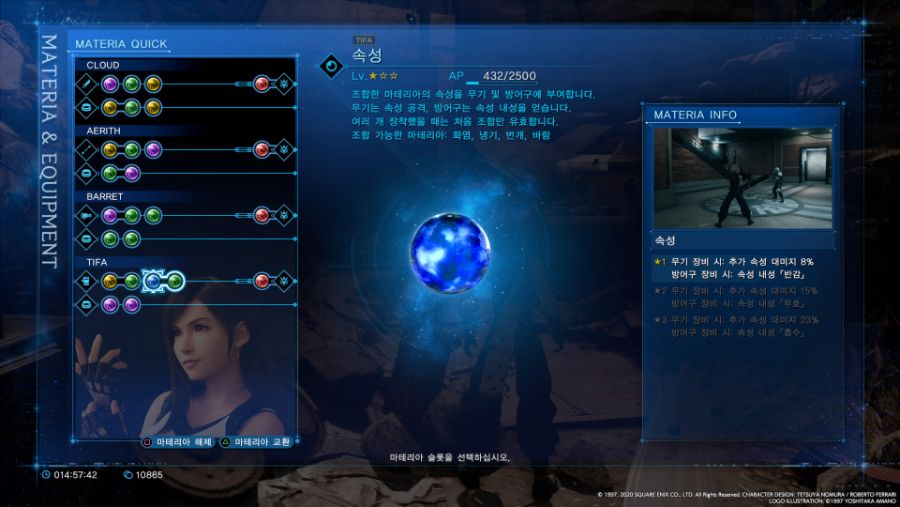 MATERIA & EQUIPMENT
MATERIA QUICK
CLOUD
AERITH
BARRET
TIFA
마테리아 해제
마테리아 교환
TIFA
속성
Lv. ★☆☆ AP 432/2500
조합한 마테리아의 속성을 무기 및 방어구에 부여합니다.
무기는 속성 공격, 방어구는 속성 내성을 얻습니다.
여러 개 장착했을 때는 처음 조합만 유효합니다.
조합 가능한 마테리아: 화염, 냉기, 번개, 바람
MATERIA INFO
속성
★1 무기 장비 시: 추가 속성 대미지 8%
방어구 장비 시: 속성 내성 「반감」
★2 무기 장비 시: 추가 속성 대미지 15%
방어구 장비 시: 속성 내성 「무효」
★3 무기 장비 시: 추가 속성 대미지 23%
방어구 장비 시: 속성 내성 「흡수」
마테리아 슬롯을 선택하십시오.
014:57:42
10865
© 1997, 2020 SQUARE ENIX CO., LTD. All Rights Reserved. CHARACTER DESIGN: TETSUYA NOMURA / ROBERTO FERRARI
LOGO ILLUSTRATION: ©1997 YOSHITAKA AMANO